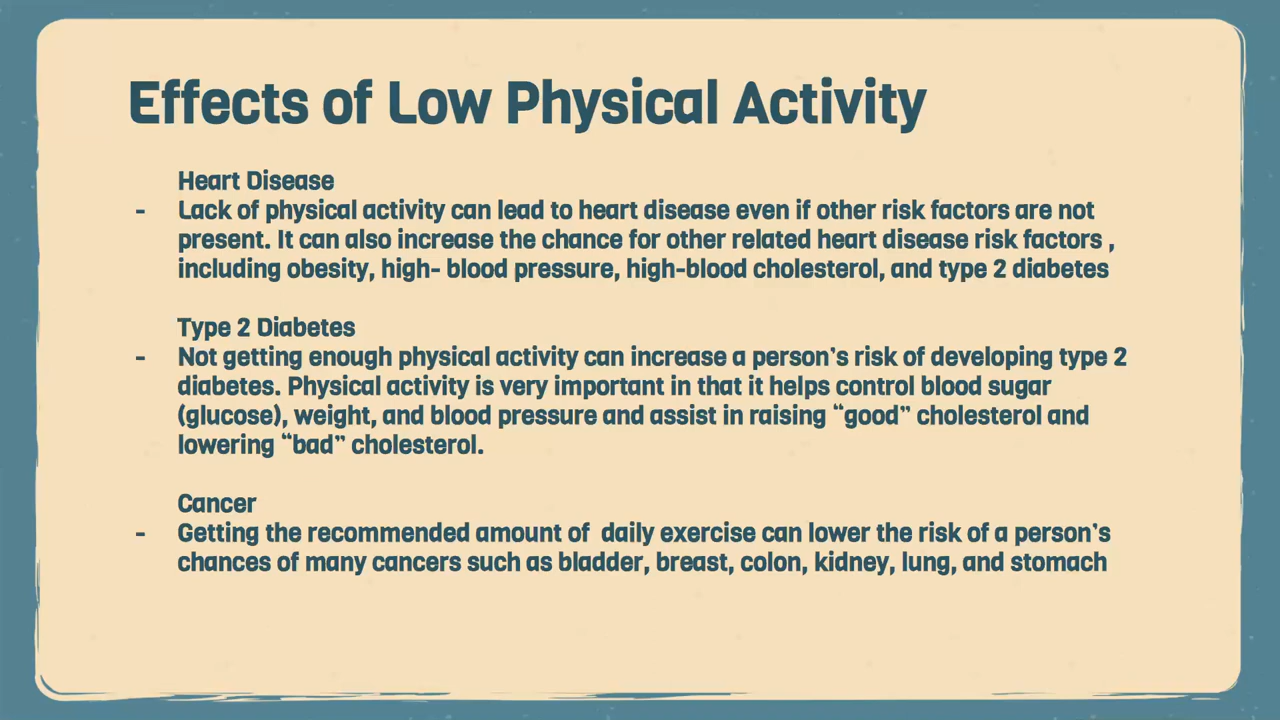 Effects of Low Physical Activity
Heart Disease
- Lack of physical activity can lead to heart disease even if other risk factors are not
present. It can also increase the chance for other related heart disease risk factors ,
including obesity, high- blood pressure, high-blood cholesterol, and type 2 diabetes
Type 2 Diabetes
- Not getting enough physical activity can increase a person’s risk of developing type 2
diabetes. Physical activity is very important in that it helps control blood sugar
(glucose), weight, and blood pressure and assist in raising “good” cholesterol and
lowering “bad” cholesterol.
Cancer
- Getting the recommended amount of  daily exercise can lower the risk of a person’s
chances of many cancers such as bladder, breast, colon, kidney, lung, and stomach